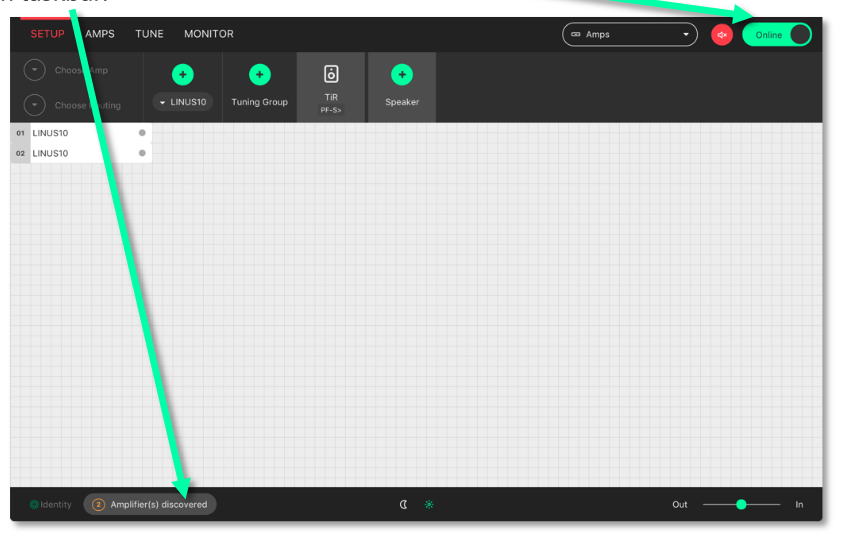 SETUP AMPS TUNE MONITOR
Amps
Online
Choose Amp
Choose Routing
LINUS10
Tuning Group
TiR
PF-S>
Speaker
01 LINUS10
02 LINUS10
Identity
2 Amplifier(s) discovered
Out In